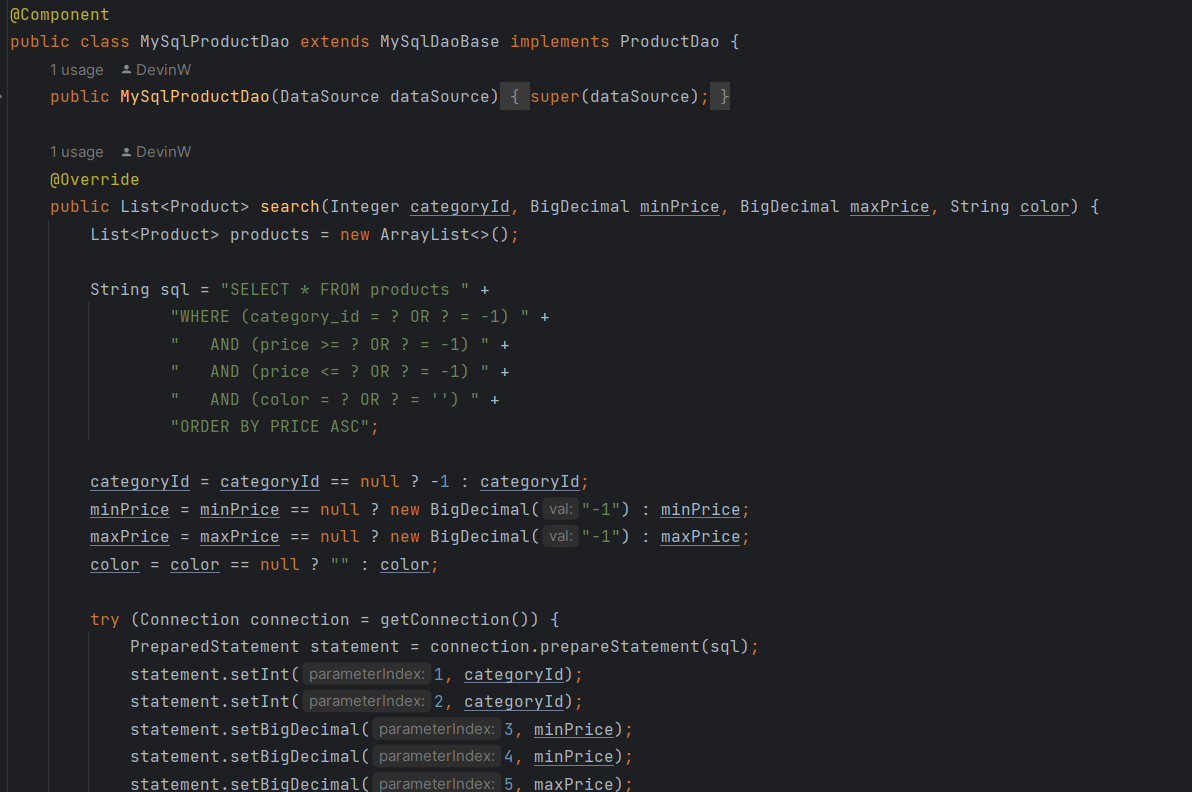 @Component
public class MySqlProductDao extends MySqlDaoBase implements ProductDao {
1 usage DevinW
public MySqlProductDao(DataSource dataSource) { super(dataSource); }
1 usage DevinW
@Override
public List<Product> search(Integer categoryId, BigDecimal minPrice, BigDecimal maxPrice, String color) {
List<Product> products = new ArrayList<>();
String sql = "SELECT * FROM products " +
"WHERE (category_id = ? OR ? = -1) " +
"   AND (price >= ? OR ? = -1) " +
"   AND (price <= ? OR ? = -1) " +
"   AND (color = ? OR ? = '') " +
"ORDER BY PRICE ASC";
categoryId = categoryId == null ? -1 : categoryId;
minPrice = minPrice == null ? new BigDecimal( val: "-1") : minPrice;
maxPrice = maxPrice == null ? new BigDecimal( val: "-1") : maxPrice;
color = color == null ? "" : color;
try (Connection connection = getConnection()) {
PreparedStatement statement = connection.prepareStatement(sql);
statement.setInt( parameterIndex: 1, categoryId);
statement.setInt( parameterIndex: 2, categoryId);
statement.setBigDecimal( parameterIndex: 3, minPrice);
statement.setBigDecimal( parameterIndex: 4, minPrice);
statement.setBigDecimal( parameterIndex: 5, maxPrice);